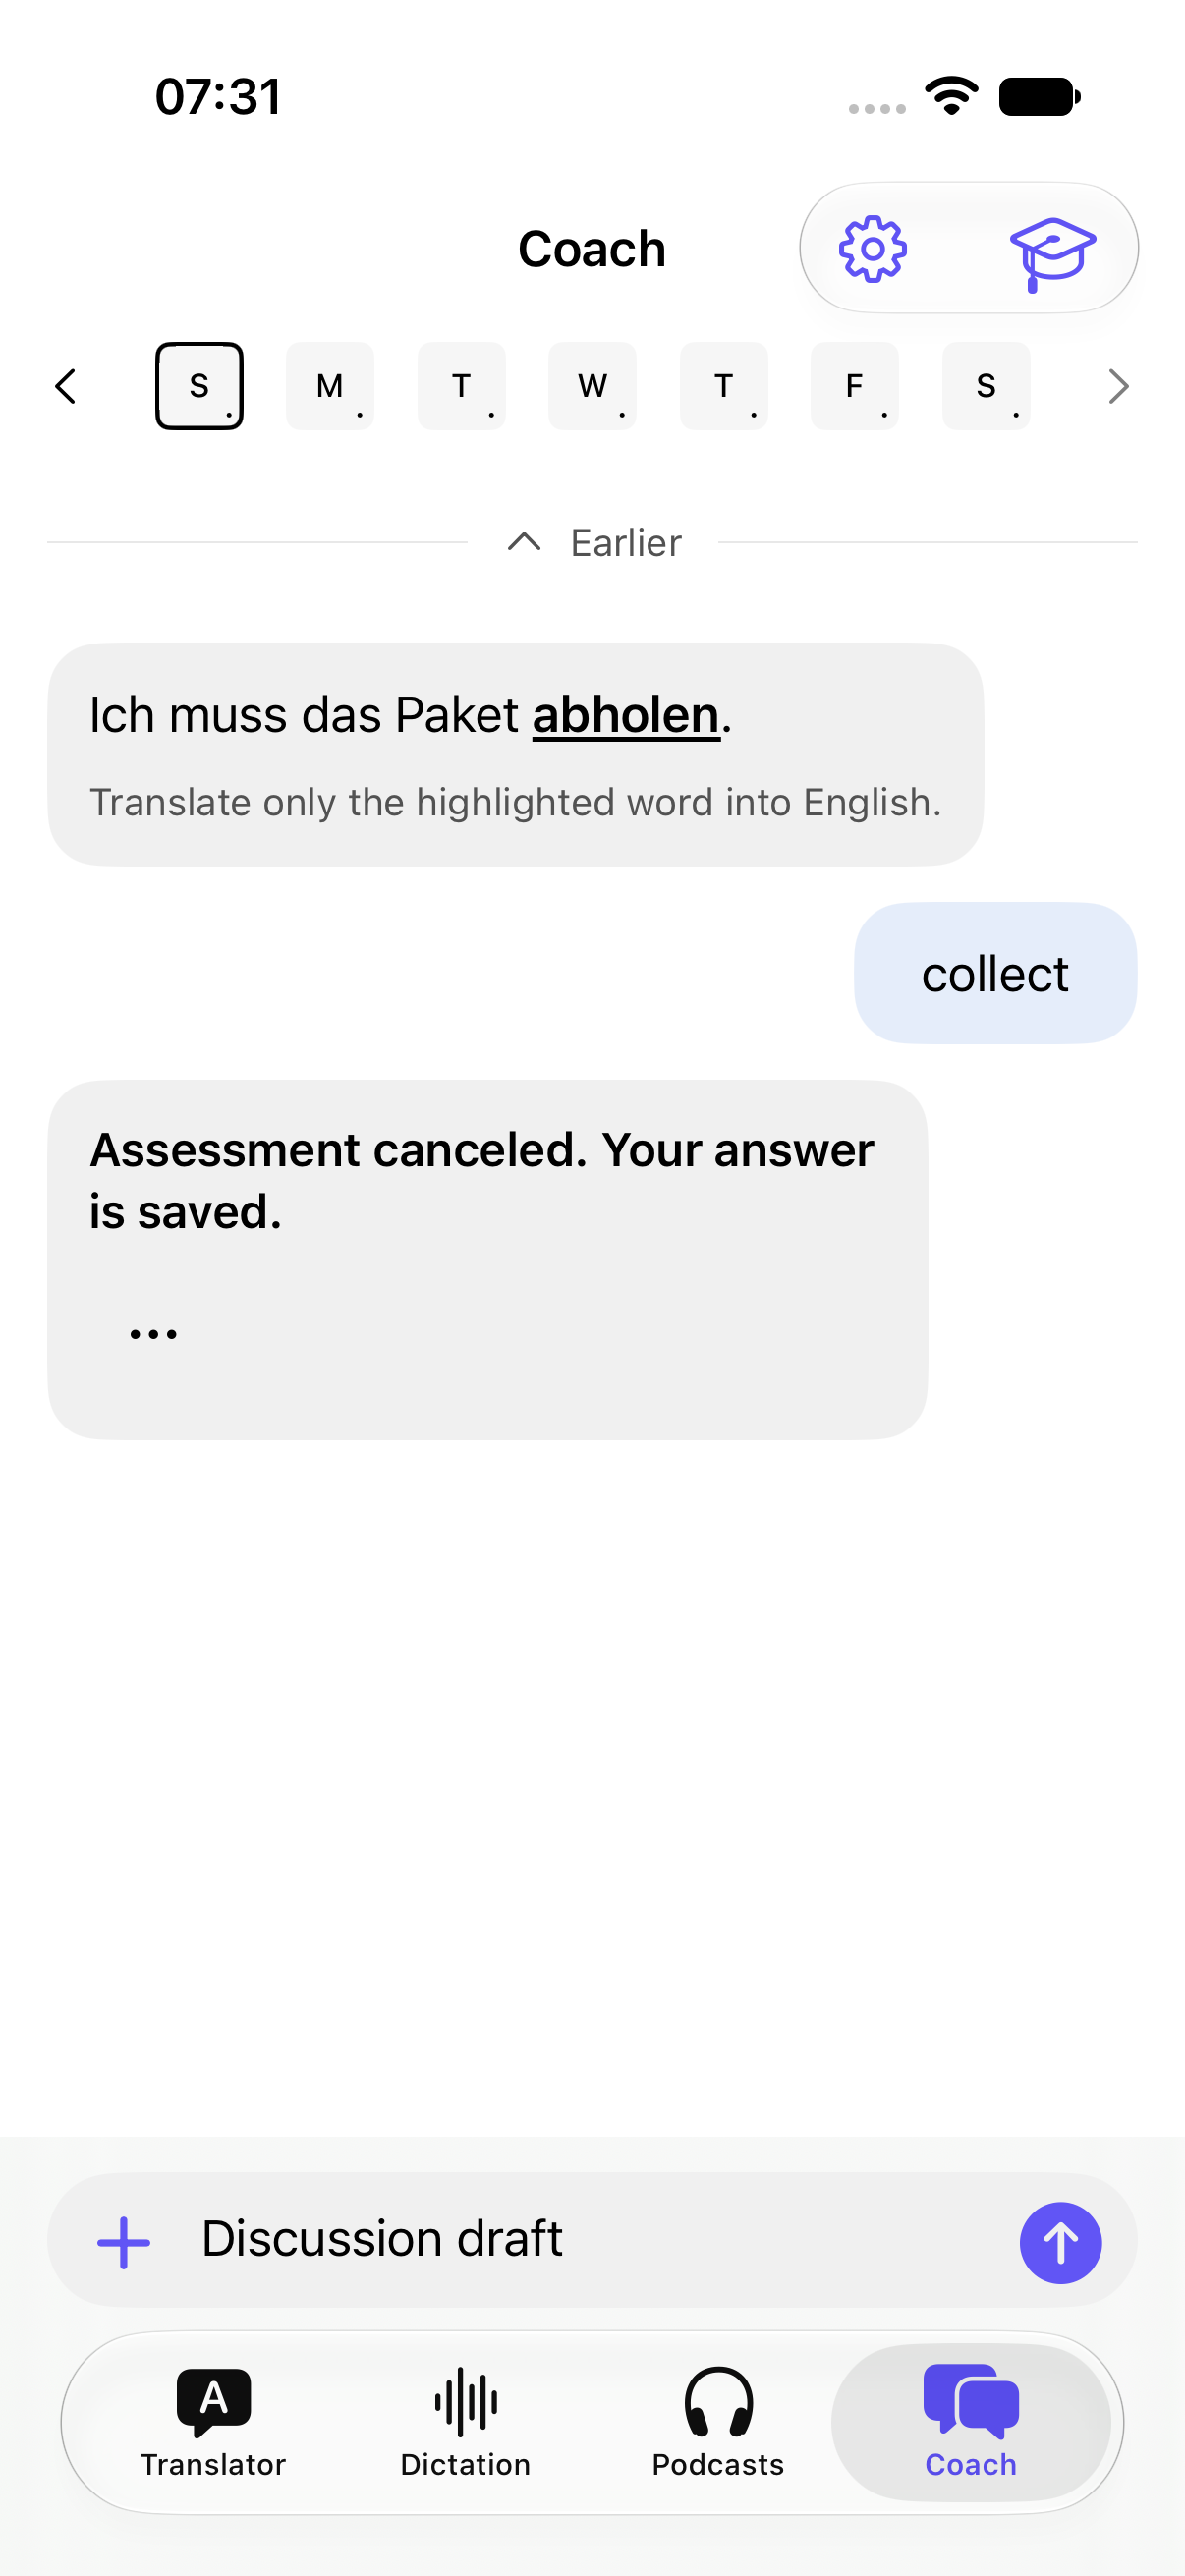 07:31
Coach
S. M. T. W. T. F. S.
Earlier
Ich muss das Paket abholen.
Translate only the highlighted word into English.
collect
Assessment canceled. Your answer
is saved.
...
Discussion draft
A
Translator Dictation Podcasts Coach